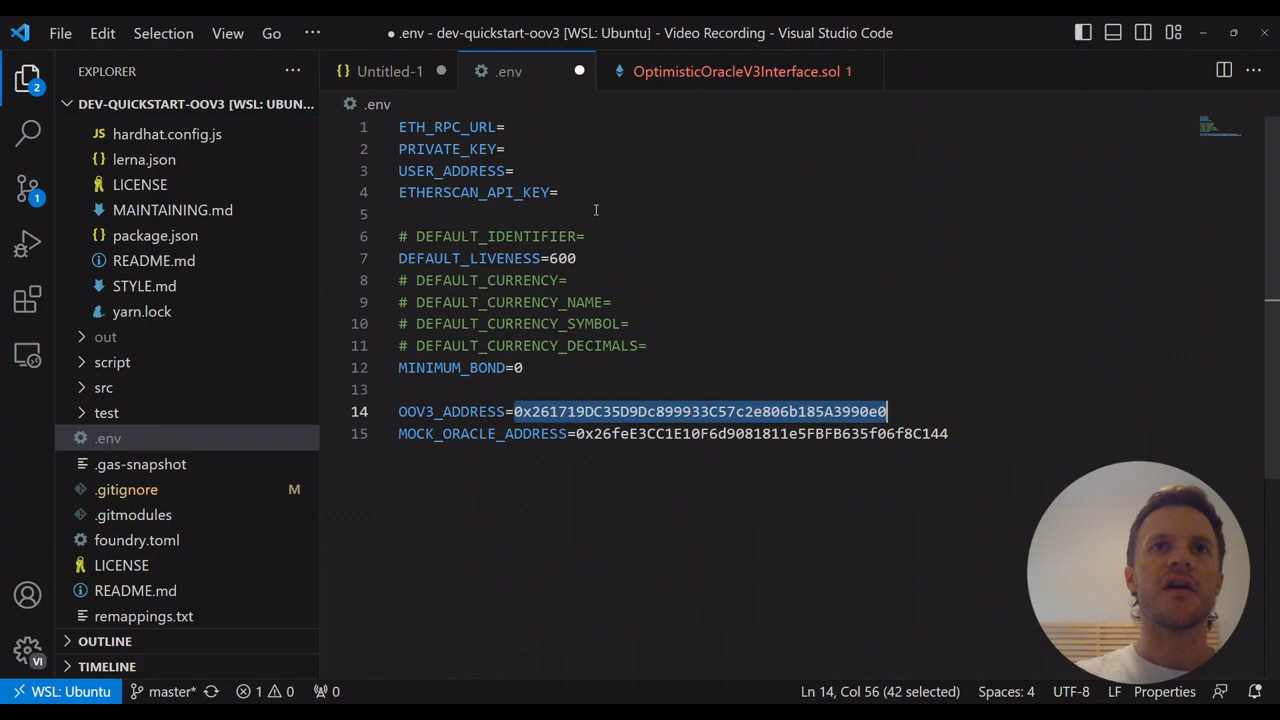 File Edit Selection View Go ··· ● .env - dev-quickstart-oov3 [WSL: Ubuntu] - Video Recording - Visual Studio Code
EXPLORER ···
{} Untitled-1 ● .env ● OptimisticOracleV3Interface.sol 1 ···
DEV-QUICKSTART-OOV3 [WSL: UBUN...
2
.env
JS hardhat.config.js
{} lerna.json
LICENSE
MAINTAINING.md
{} package.json
README.md
STYLE.md
yarn.lock
out
script
src
test
.env
.gas-snapshot
.gitignore M
.gitmodules
foundry.toml
LICENSE
README.md
remappings.txt
OUTLINE
TIMELINE
1
VI
1 ETH_RPC_URL=
2 PRIVATE_KEY=
3 USER_ADDRESS=
4 ETHERSCAN_API_KEY=
5
6 # DEFAULT_IDENTIFIER=
7 DEFAULT_LIVENESS=600
8 # DEFAULT_CURRENCY=
9 # DEFAULT_CURRENCY_NAME=
10 # DEFAULT_CURRENCY_SYMBOL=
11 # DEFAULT_CURRENCY_DECIMALS=
12 MINIMUM_BOND=0
13
14 OOV3_ADDRESS=0x261719DC35D9Dc899933C57c2e806b185A3990e0
15 MOCK_ORACLE_ADDRESS=0x26feE3CC1E10F6d9081811e5FBFB635f06f8C144
WSL: Ubuntu master* 1 0 0 Ln 14, Col 56 (42 selected) Spaces: 4 UTF-8 LF Properties